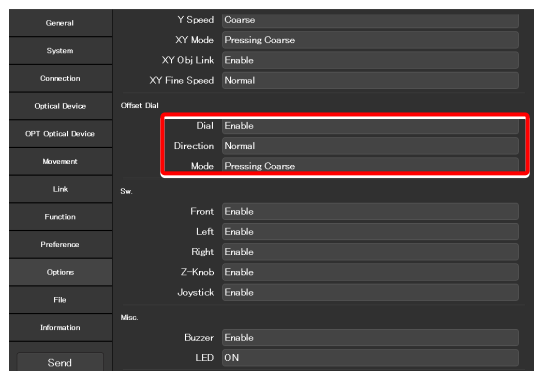 General
System
Connection
Optical Device
OPT Optical Device
Movement
Link
Function
Preference
Options
File
Information
Send
Y Speed Coarse
XY Mode Pressing Coarse
XY Obj Link Enable
XY Fine Speed Normal
Offset Dial
Dial Enable
Direction Normal
Mode Pressing Coarse
Sw.
Front Enable
Left Enable
Right Enable
Z-Knob Enable
Joystick Enable
Misc.
Buzzer Enable
LED ON